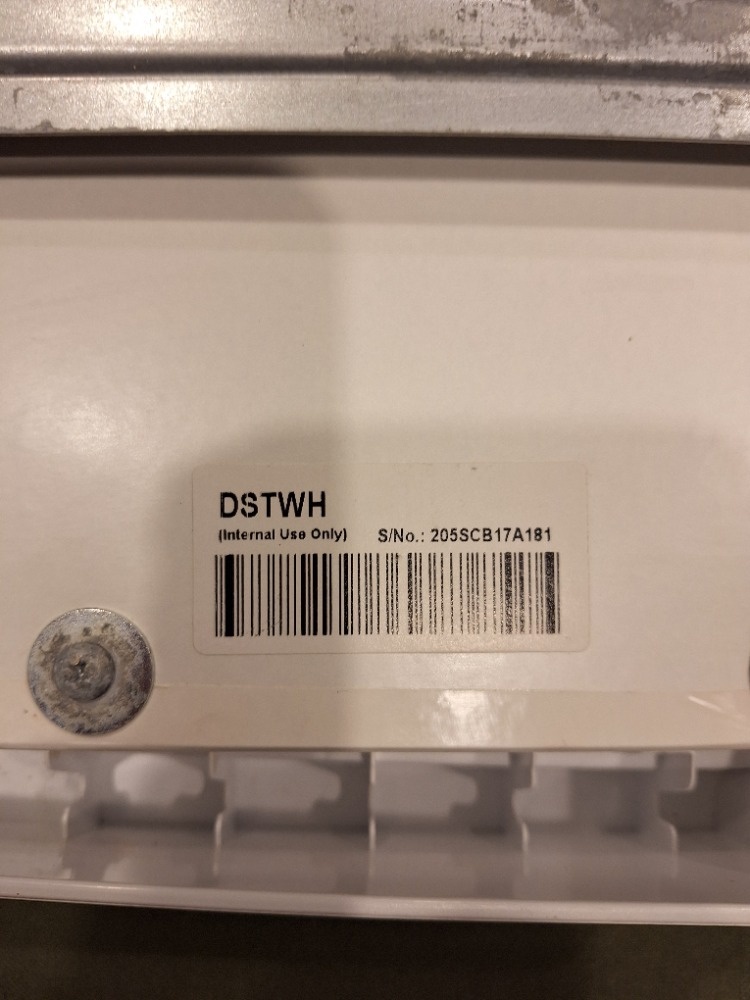 DSTWH
(Internal Use Only) S/No.: 205SCB17A181